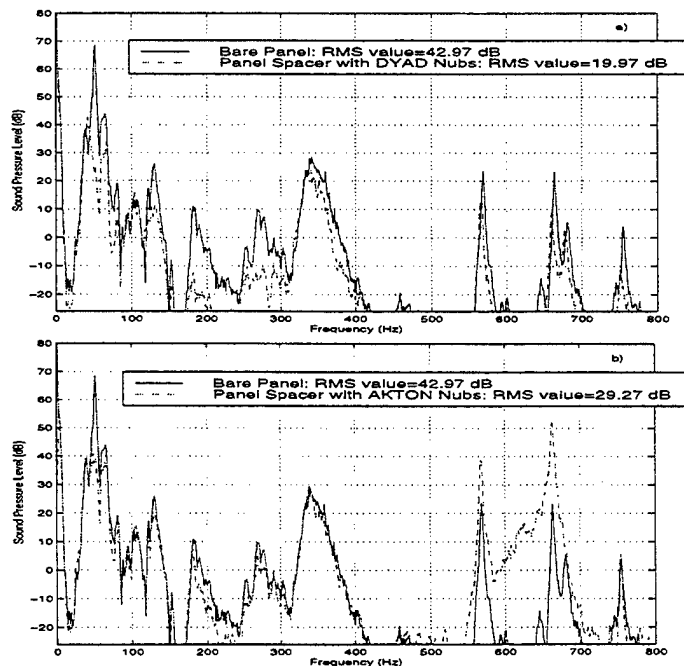 a)
Bare Panel: RMS value=42.97 dB
Panel Spacer with DYAD Nubs: RMS value=19.97 dB
Sound Pressure Level (dB)
80
70
60
50
40
30
20
10
0
−10
−20
0 100 200 300 400 500 600 700 800
Frequency (Hz)
b)
Bare Panel: RMS value=42.97 dB
Panel Spacer with AKTON Nubs: RMS value=29.27 dB
Sound Pressure Level (dB)
80
70
60
50
40
30
20
10
0
−10
−20
0 100 200 300 400 500 600 700 800
Frequency (Hz)